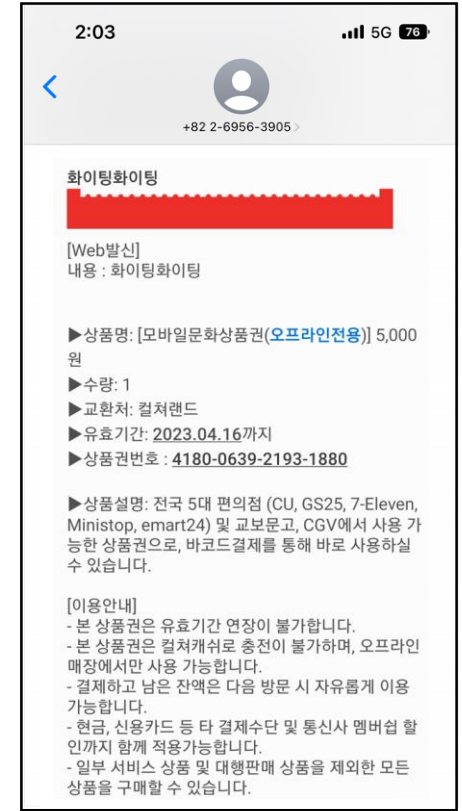 2:03 5G 76
+82 2-6956-3905
화이팅화이팅
[Web발신]
내용 : 화이팅화이팅
▶상품명: [모바일문화상품권(오프라인전용)] 5,000
원
▶수량: 1
▶교환처: 컬쳐랜드
▶유효기간: 2023.04.16까지
▶상품권번호 : 4180-0639-2193-1880
▶상품설명: 전국 5대 편의점 (CU, GS25, 7-Eleven,
Ministop, emart24) 및 교보문고, CGV에서 사용 가
능한 상품권으로, 바코드결제를 통해 바로 사용하실
수 있습니다.
[이용안내]
- 본 상품권은 유효기간 연장이 불가합니다.
- 본 상품권은 컬쳐캐쉬로 충전이 불가하며, 오프라인
매장에서만 사용 가능합니다.
- 결제하고 남은 잔액은 다음 방문 시 자유롭게 이용
가능합니다.
- 현금, 신용카드 등 타 결제수단 및 통신사 멤버쉽 할
인까지 함께 적용가능합니다.
- 일부 서비스 상품 및 대행판매 상품을 제외한 모든
상품을 구매할 수 있습니다.